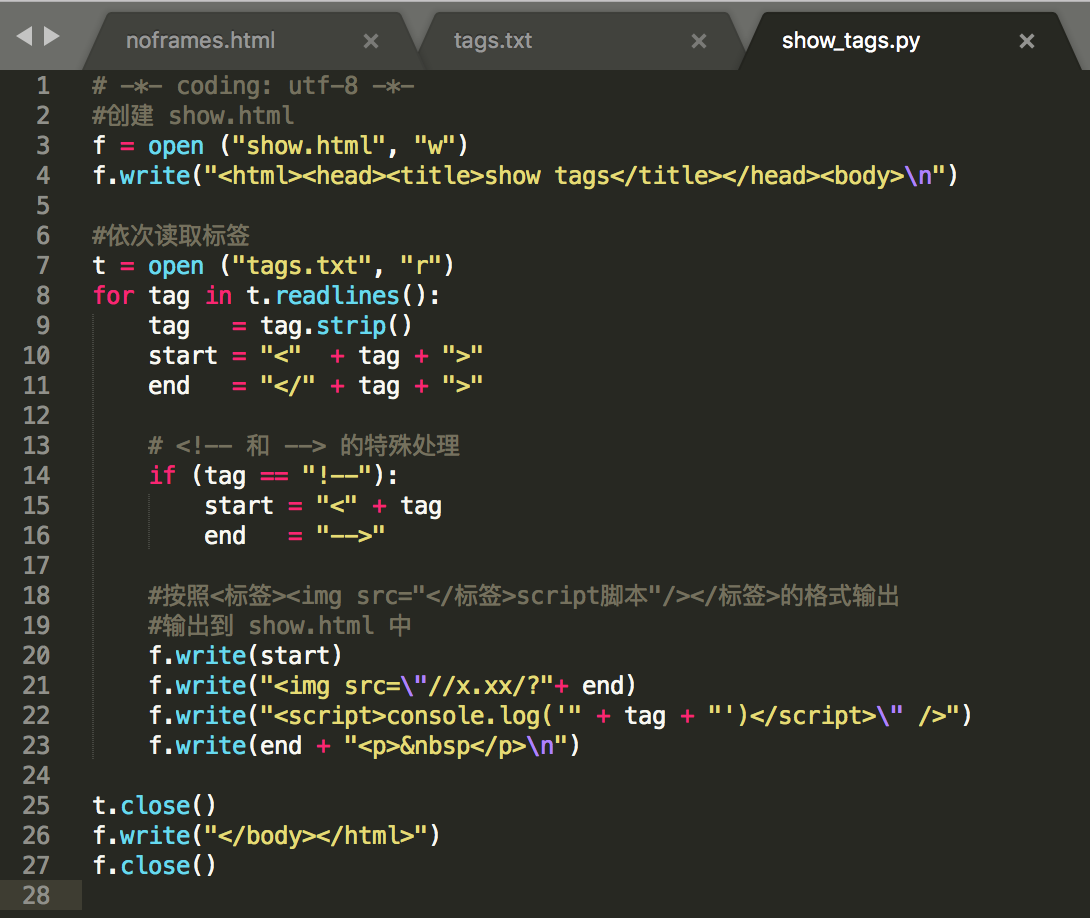 noframes.html × tags.txt × show_tags.py ×
1 # -*- coding: utf-8 -*-
2 #创建 show.html
3 f = open ("show.html", "w")
4 f.write("<html><head><title>show tags</title></head><body>\n")
5
6 #依次读取标签
7 t = open ("tags.txt", "r")
8 for tag in t.readlines():
9     tag   = tag.strip()
10     start = "<"  + tag + ">"
11     end   = "</" + tag + ">"
12
13     # <!-- 和 --> 的特殊处理
14     if (tag == "!--"):
15         start = "<" + tag
16         end   = "-->"
17
18     #按照<标签><img src="</标签>script脚本"/></标签>的格式输出
19     #输出到 show.html 中
20     f.write(start)
21     f.write("<img src=\"//x.xx/?"+ end)
22     f.write("<script>console.log('" + tag + "')</script>\" />")
23     f.write(end + "<p>&nbsp</p>\n")
24
25 t.close()
26 f.write("</body></html>")
27 f.close()
28